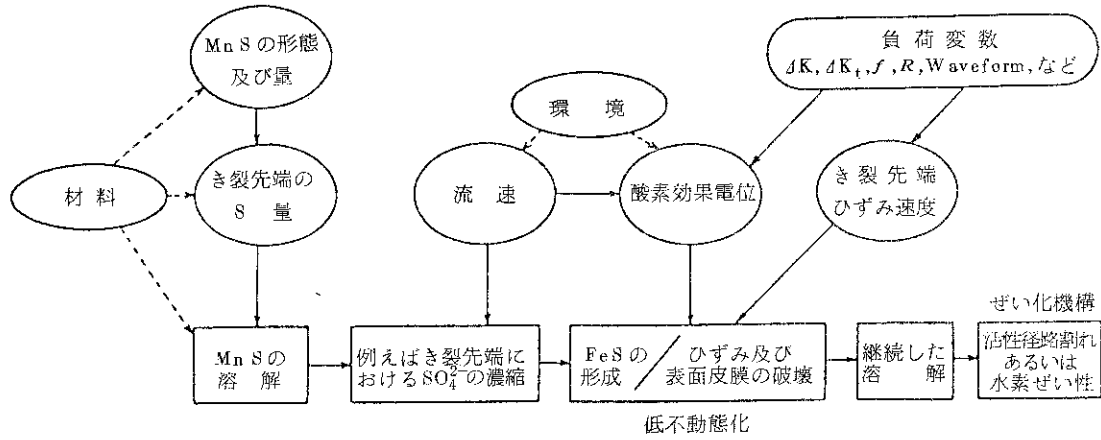 MnSの形態
及び量
負荷変数
ΔK, ΔKt, f, R, Waveform, など
環境
材料
き裂先端の
S量
流速
酸素効果電位
き裂先端
ひずみ速度
ぜい化機構
MnSの
溶解
例えばき裂先端に
おけるSO₄²⁻の濃縮
FeSの
形成
／
ひずみ及び
表面皮膜の破壊
継続した
溶解
活性経路割れ
あるいは
水素ぜい性
低不動態化